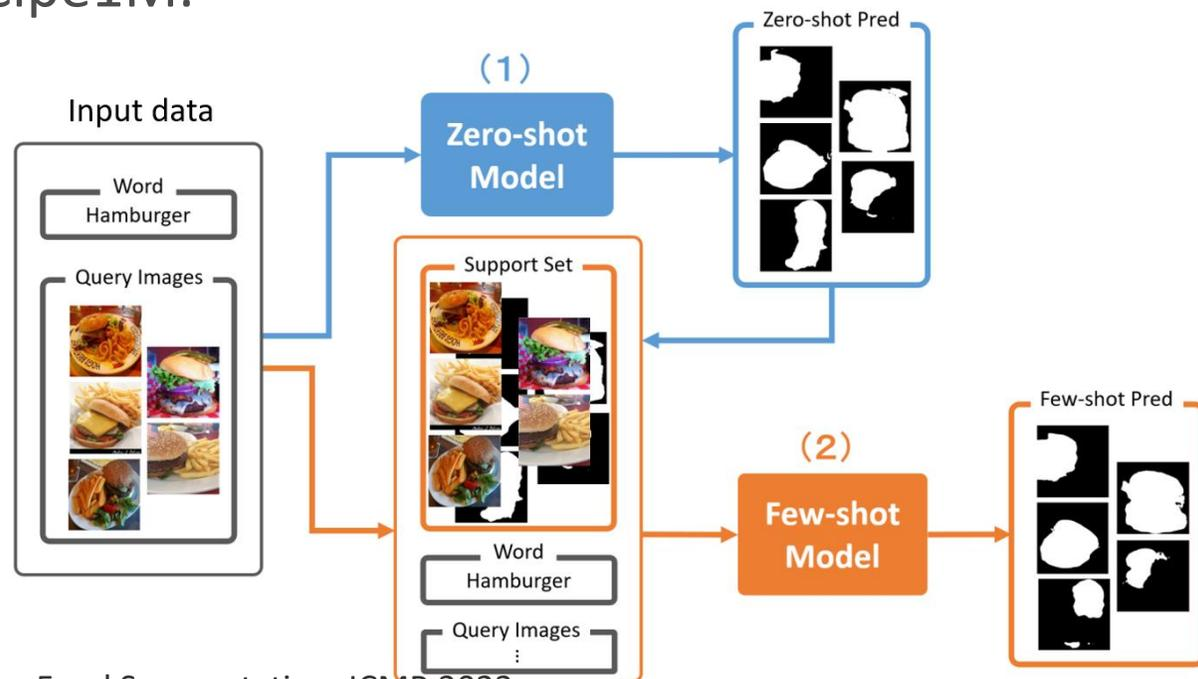 Zero-shot Pred
(1)
Input data
Zero-shot
Model
Word
Hamburger
Query Images
Support Set
Few-shot Pred
(2)
Few-shot
Model
Word
Hamburger
Query Images
⋮